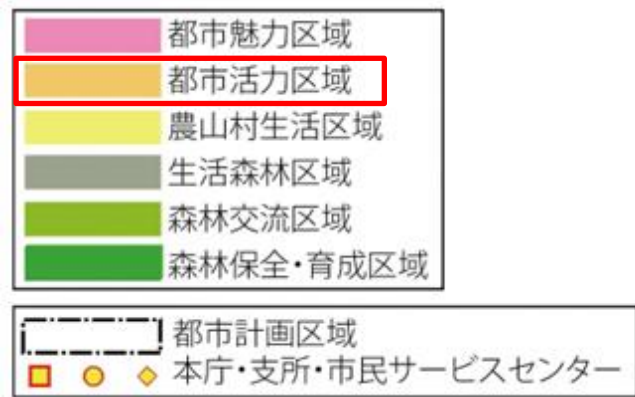 都市魅力区域
都市活力区域
農山村生活区域
生活森林区域
森林交流区域
森林保全・育成区域
都市計画区域
本庁・支所・市民サービスセンター